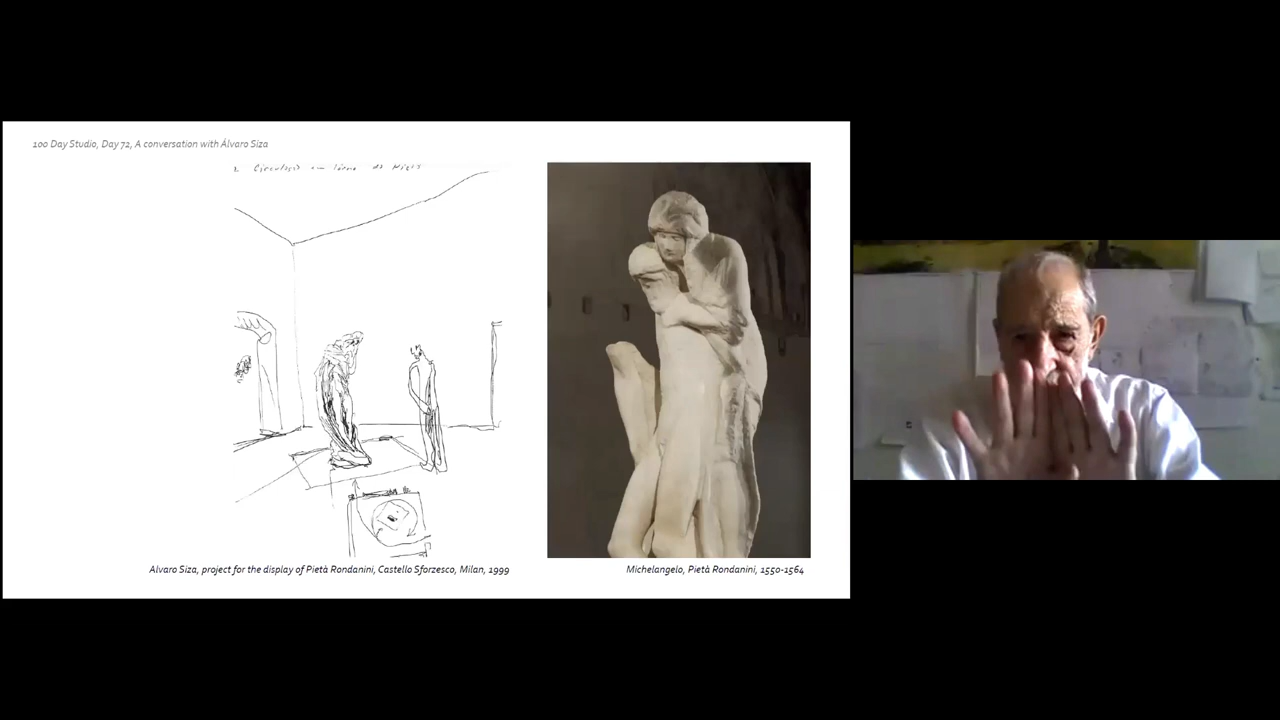 100 Day Studio, Day 72, A conversation with Álvaro Siza
Alvaro Siza, project for the display of Pietà Rondanini, Castello Sforzesco, Milan, 1999
Michelangelo, Pietà Rondanini, 1550-1564